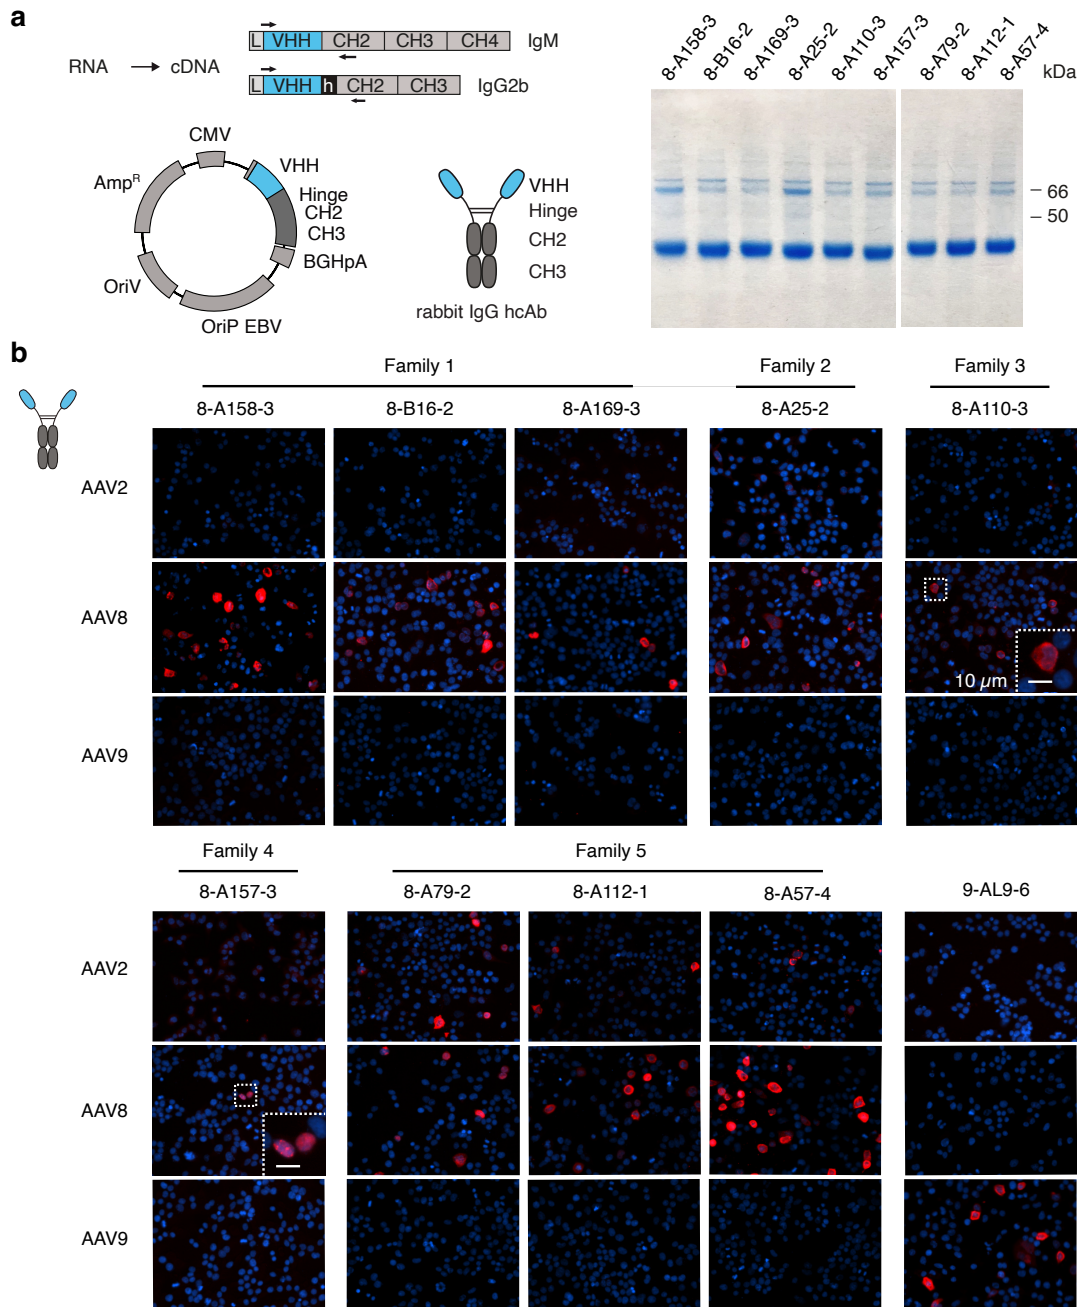 a
RNA
cDNA
L VHH CH2 CH3 CH4 IgM
L VHH h CH2 CH3 IgG2b
CMV
VHH
Amp^R
Hinge
CH2
CH3
BGHpA
OriV
OriP EBV
VHH
Hinge
CH2
CH3
rabbit IgG hcAb
8-A158-3
8-B16-2
8-A169-3
8-A25-2
8-A110-3
8-A157-3
8-A79-2
8-A112-1
8-A57-4
kDa
66
50
b
Family 1 Family 2 Family 3
8-A158-3 8-B16-2 8-A169-3 8-A25-2 8-A110-3
AAV2
AAV8
10 µm
AAV9
Family 4 Family 5
8-A157-3 8-A79-2 8-A112-1 8-A57-4 9-AL9-6
AAV2
AAV8
AAV9